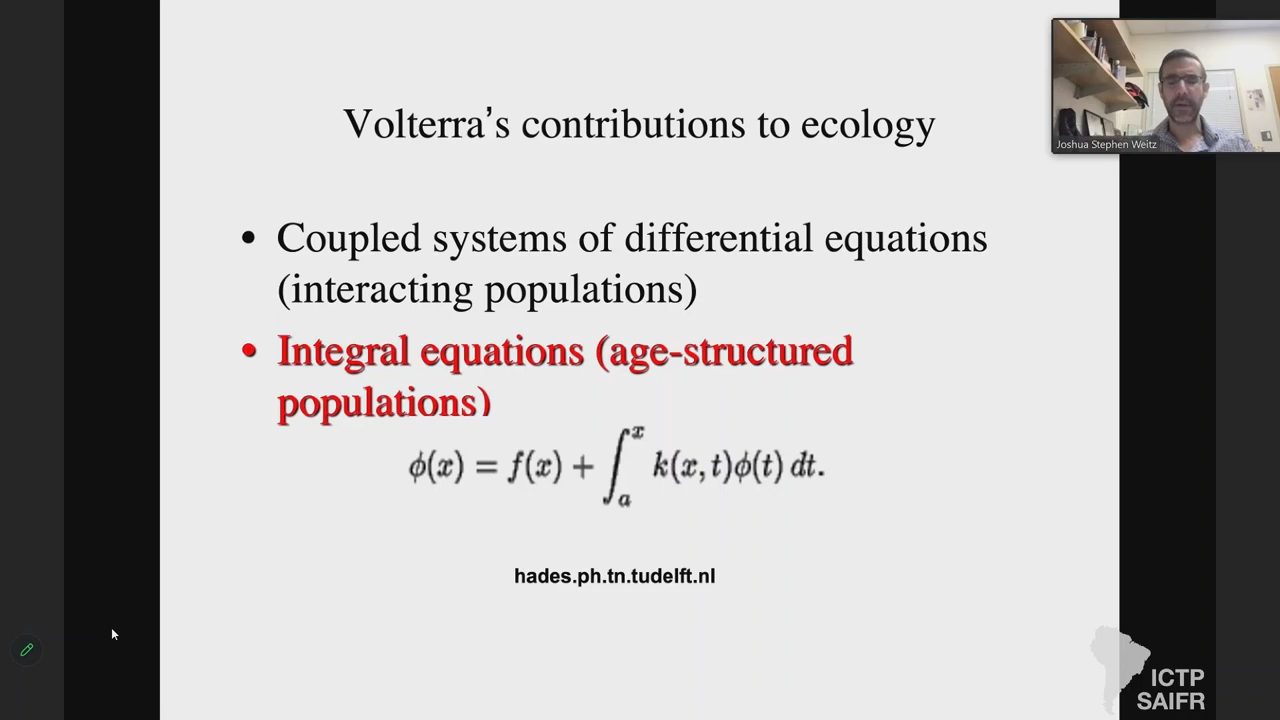 Volterra’s contributions to ecology
Joshua Stephen Weitz
• Coupled systems of differential equations
(interacting populations)
• Integral equations (age-structured
populations)
ϕ(x) = f(x) + ∫ₐˣ k(x, t)ϕ(t) dt.
hades.ph.tn.tudelft.nl
ICTP
SAIFR